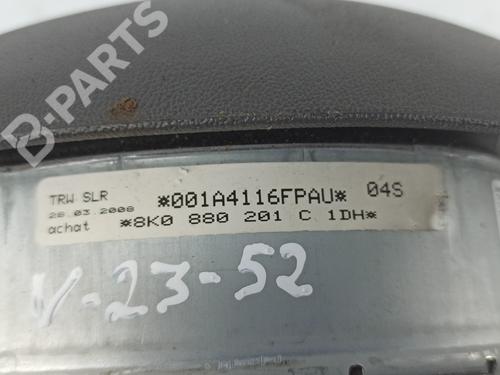 B-PARTS
TRW SLR *001A4116FPAU* 04S
28.03.2008
achat *8K0 880 201 C 1DH*
V-23-52